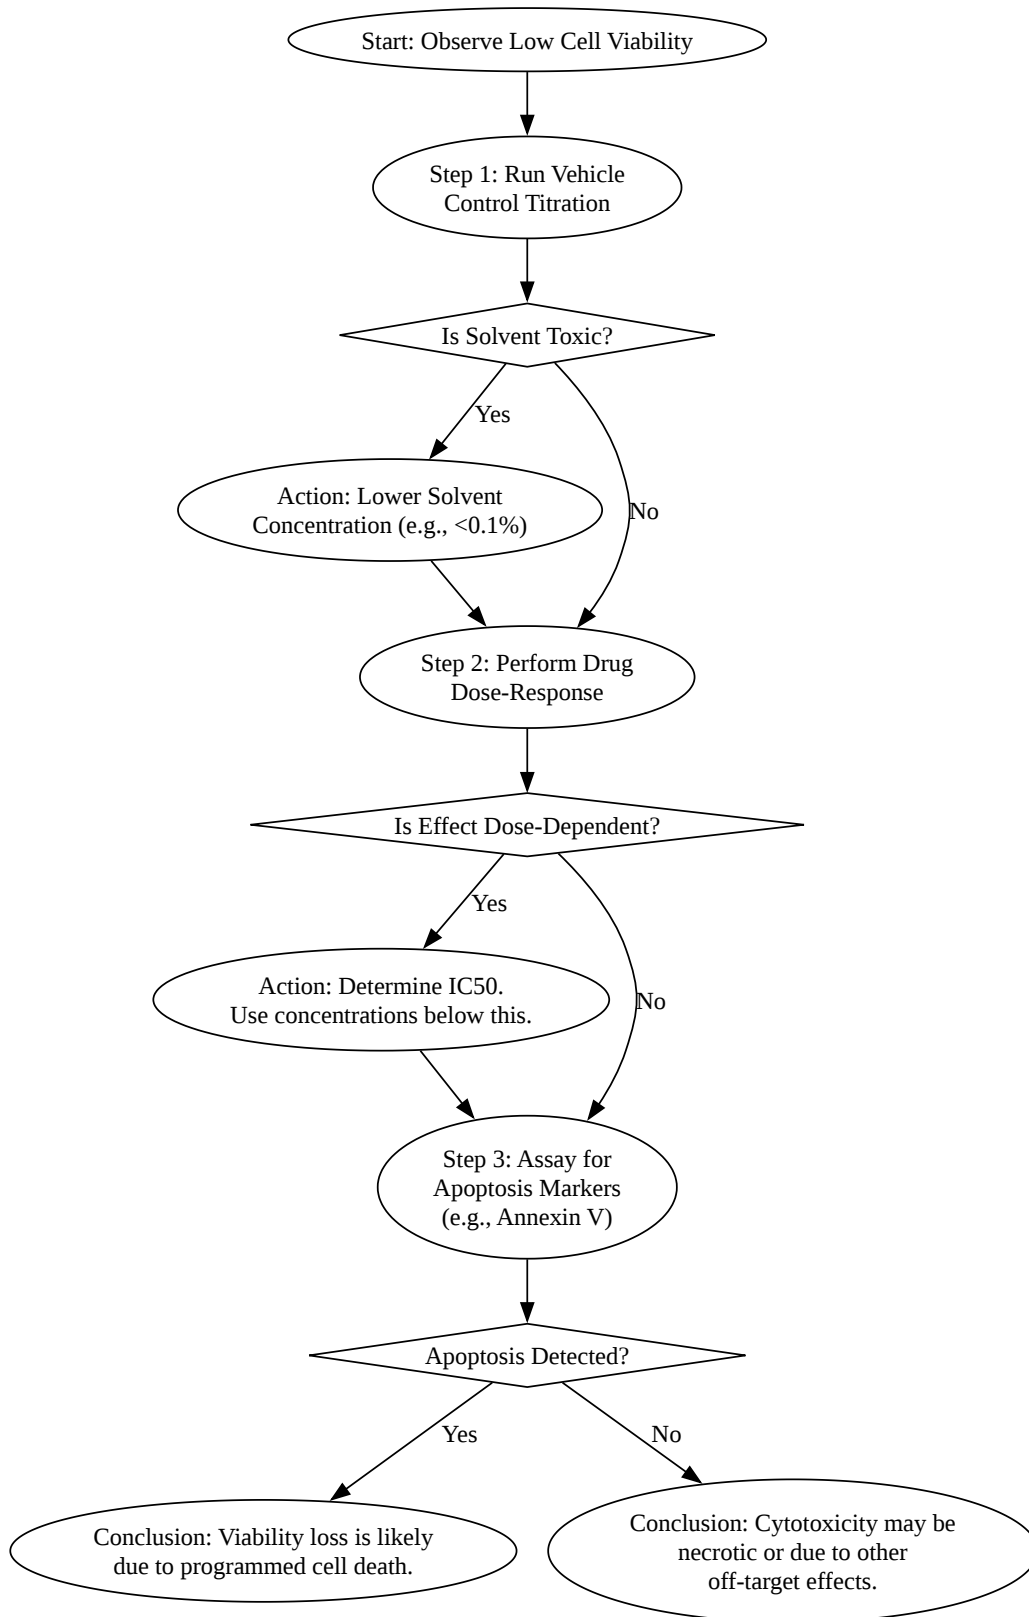 Start: Observe Low Cell Viability
Step 1: Run Vehicle
Control Titration
Is Solvent Toxic?
Yes
Action: Lower Solvent
Concentration (e.g., <0.1%)
No
Step 2: Perform Drug
Dose-Response
Is Effect Dose-Dependent?
Yes
Action: Determine IC50.
Use concentrations below this.
No
Step 3: Assay for
Apoptosis Markers
(e.g., Annexin V)
Apoptosis Detected?
Yes
No
Conclusion: Viability loss is likely
due to programmed cell death.
Conclusion: Cytotoxicity may be
necrotic or due to other
off-target effects.